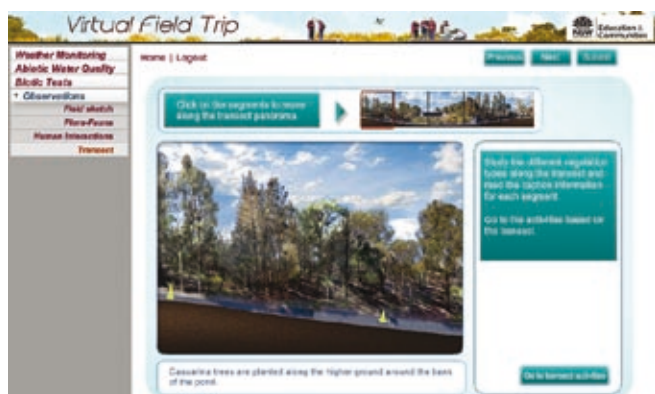 Virtual Field Trip
NSW
Education &
Communities
Weather Monitoring
Abiotic Water Quality
Biotic Tests
Observations
Field sketch
Flora-Fauna
Human Interactions
Transect
Home | Logout
Previous
Next
Click on the segments to move
along the transect panorama
Study the different vegetation
types along the transect and
read the caption information
for each segment.
Go to the activities based on
the transect.
Casuarina trees are planted along the higher ground around the bank
of the pond.
Go to transect activities